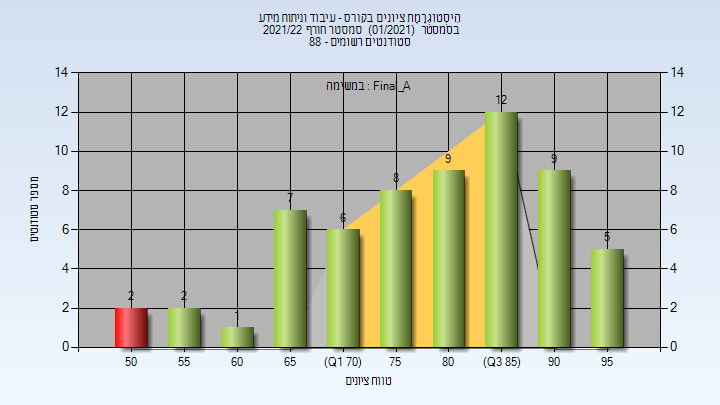 היסטוגרמת ציונים בקורס - עיבוד וניתוח מידע
בסמסטר (01/2021) סמסטר חורף 2021/22
סטודנטים רשומים - 88
במשימה : Final_A
מספר סטודנטים
14 12 10 8 6 4 2 0
2 2 1 7 6 8 9 12 9 5
14 12 10 8 6 4 2 0
50 55 60 65 (Q1 70) 75 80 (Q3 85) 90 95
טווח ציונים